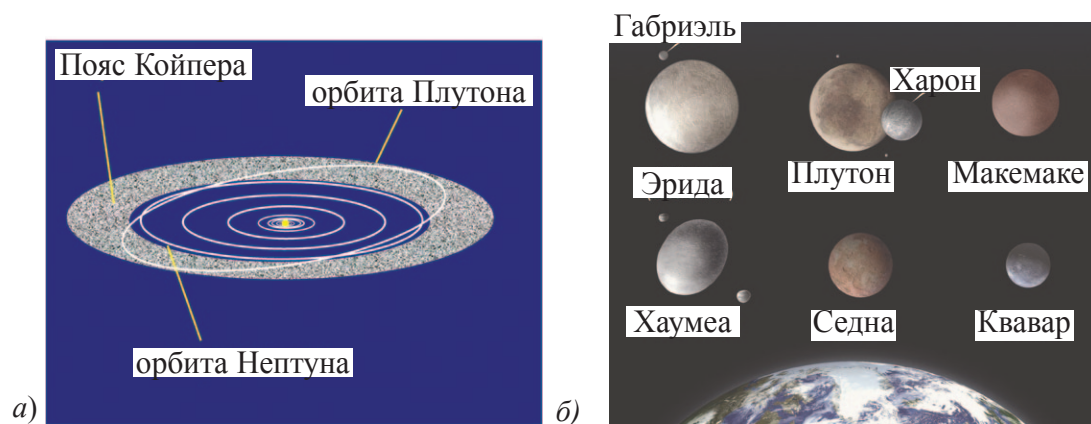 Пояс Койпера
орбита Плутона
орбита Нептуна
а)
Габриэль
Харон
Эрида
Плутон
Макемаке
Хаумеа
Седна
Квавар
б)